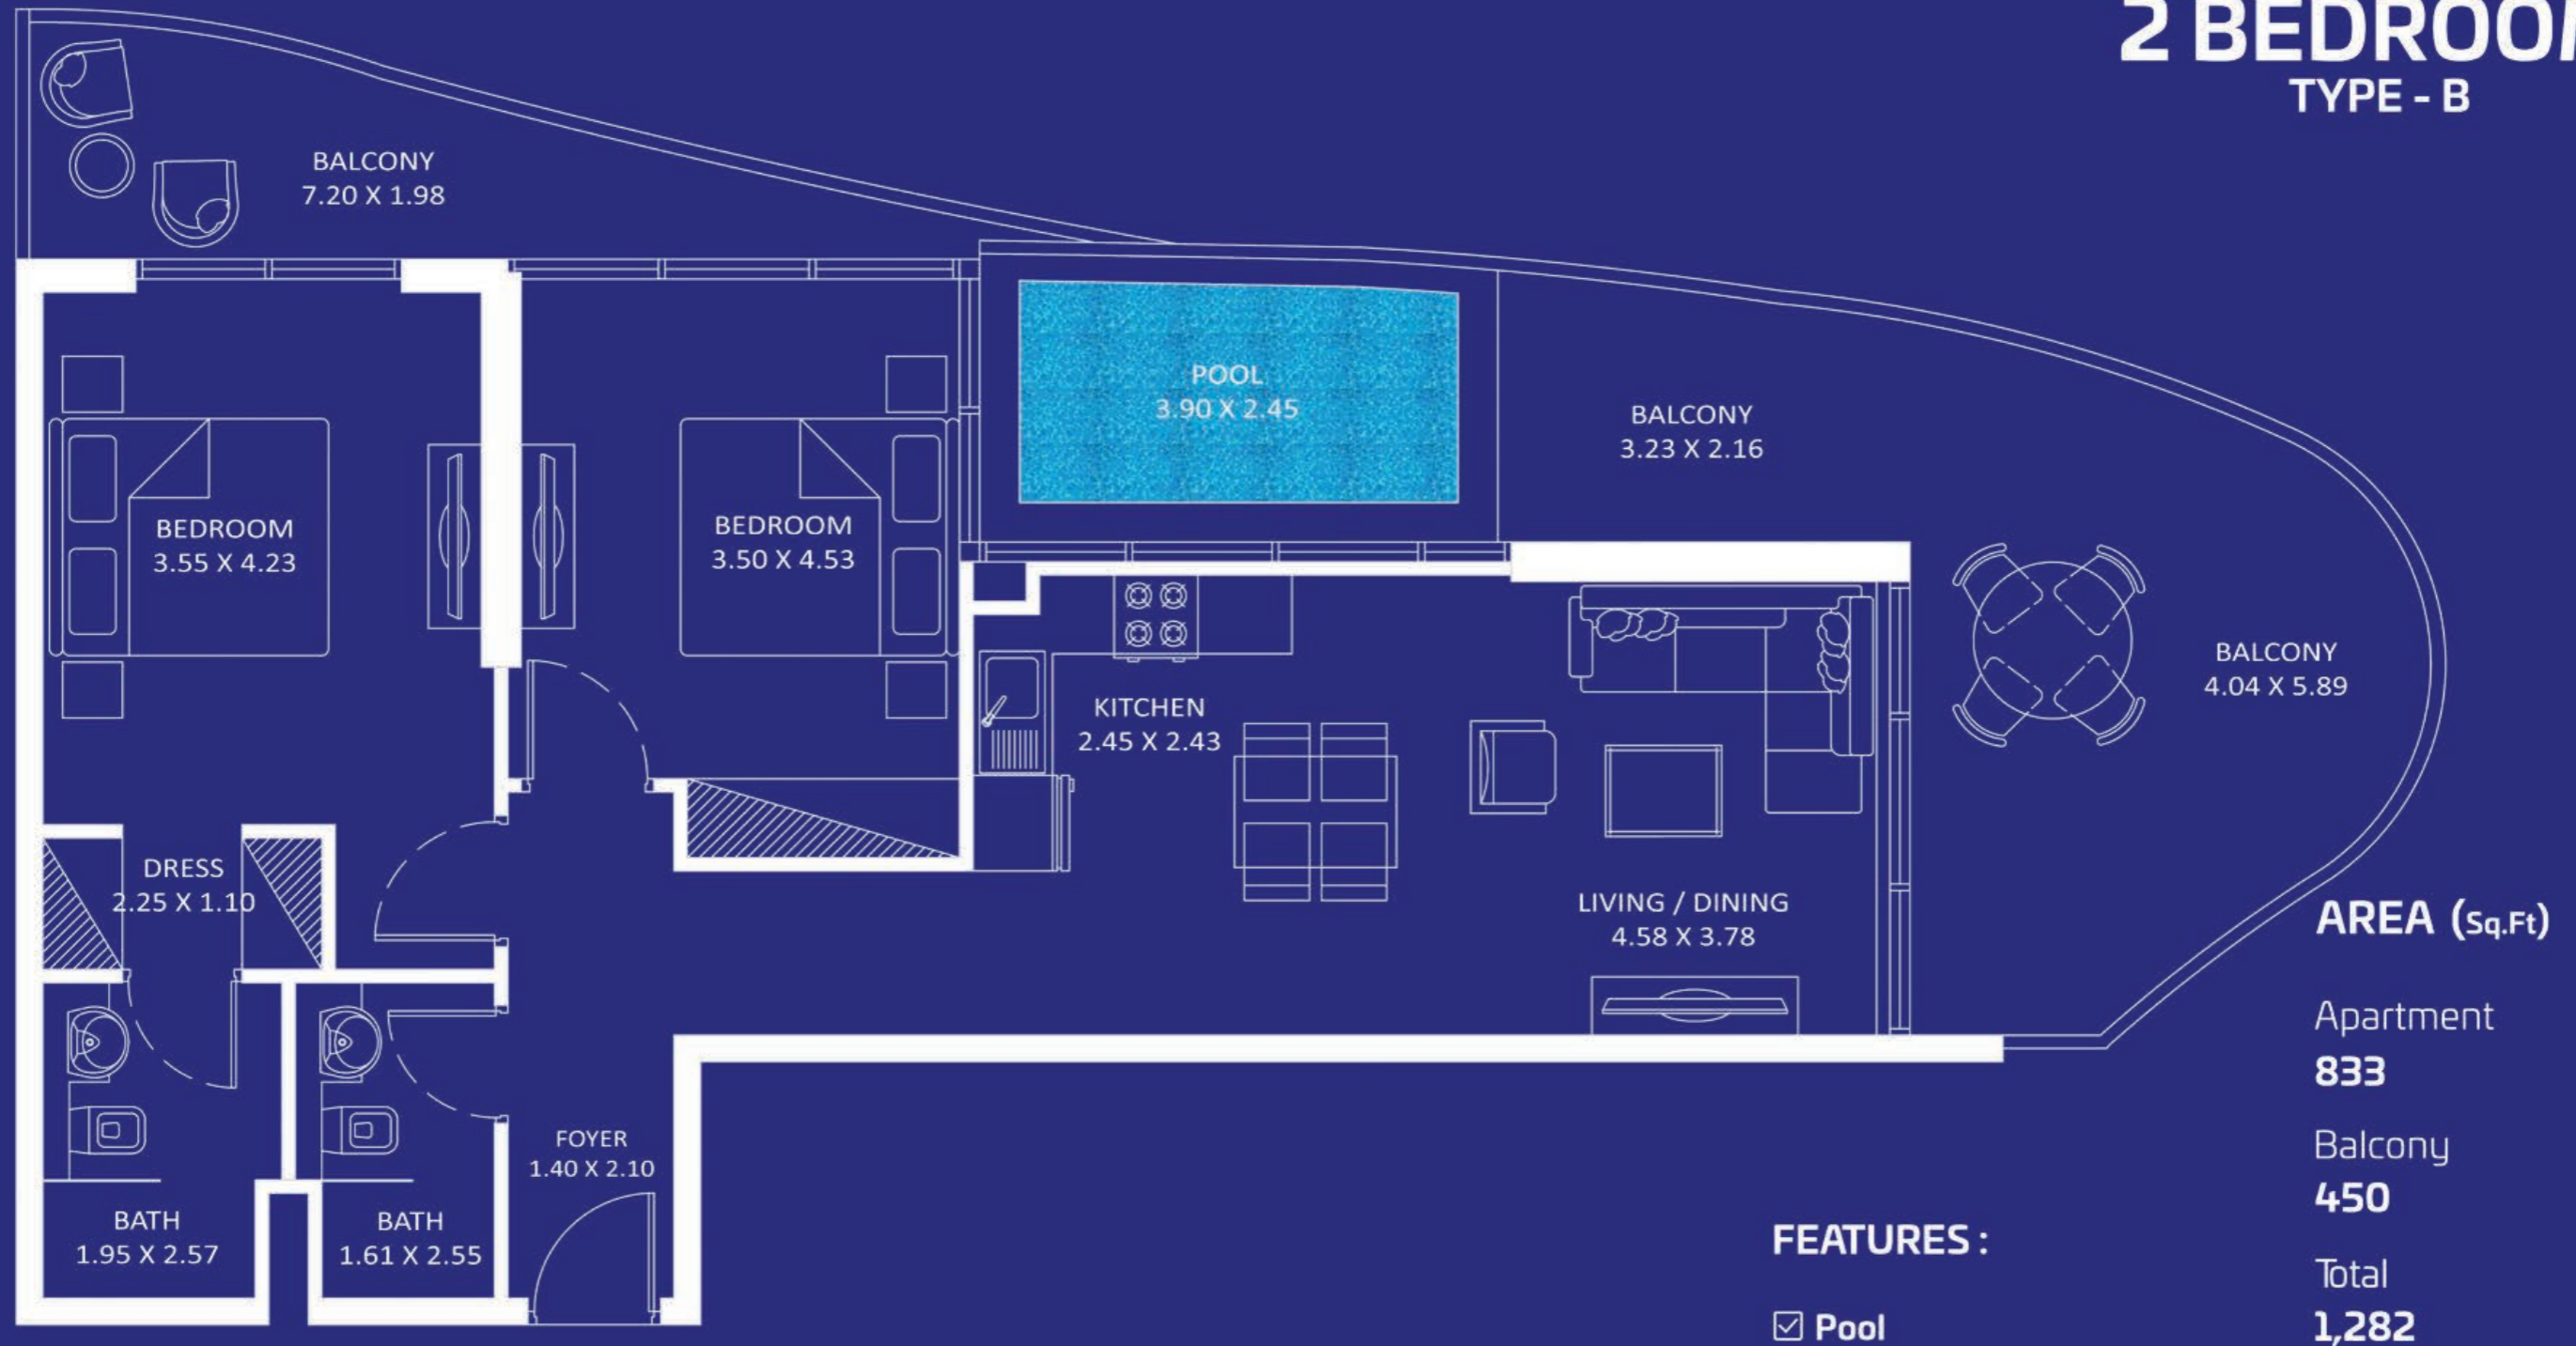 2 BEDROOM
TYPE - B
BALCONY
7.20 X 1.98
POOL
3.90 X 2.45
BALCONY
3.23 X 2.16
BEDROOM
3.55 X 4.23
BEDROOM
3.50 X 4.53
BALCONY
4.04 X 5.89
KITCHEN
2.45 X 2.43
DRESS
2.25 X 1.10
LIVING / DINING
4.58 X 3.78
FOYER
1.40 X 2.10
BATH
1.95 X 2.57
BATH
1.61 X 2.55
AREA (Sq.Ft)
Apartment
833
Balcony
450
Total
1,282
FEATURES :
Pool